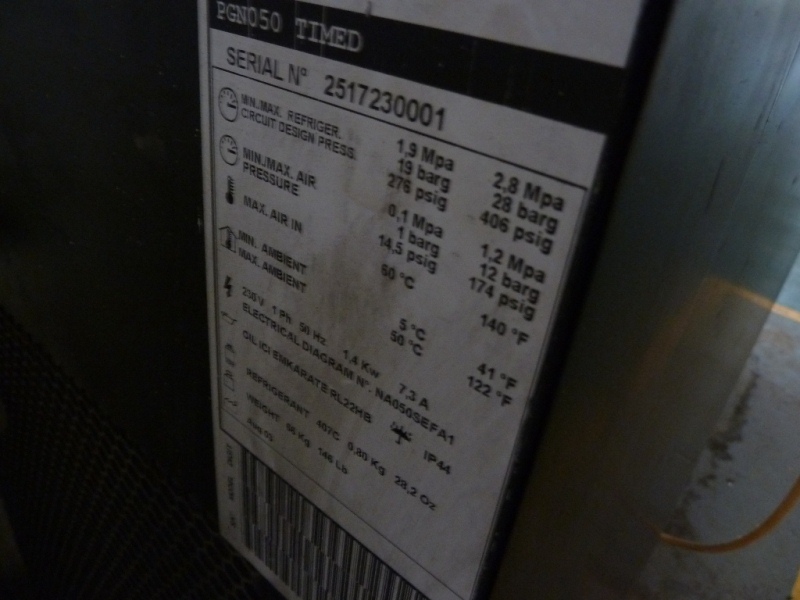 PGN050 TIMED
SERIAL N° 2517230001
MIN./MAX. REFRIGER. 1,9 Mpa 2,8 Mpa
CIRCUIT DESIGN PRESS. 19 barg 28 barg
276 psig 406 psig
MIN./MAX. AIR 0,1 Mpa 1,2 Mpa
PRESSURE 1 barg 12 barg
14,5 psig 174 psig
MAX. AIR IN 60 °C 140 °F
MIN. AMBIENT 5 °C 41 °F
MAX. AMBIENT 50 °C 122 °F
230V 1 Ph 50 Hz 1,4 Kw 7,3 A
ELECTRICAL DIAGRAM N°: NA050SEFA1
OIL ICI EMKARATE RL22HB IP44
REFRIGERANT 407C 0,80 Kg 28,2 Oz
WEIGHT 66 Kg 146 Lb